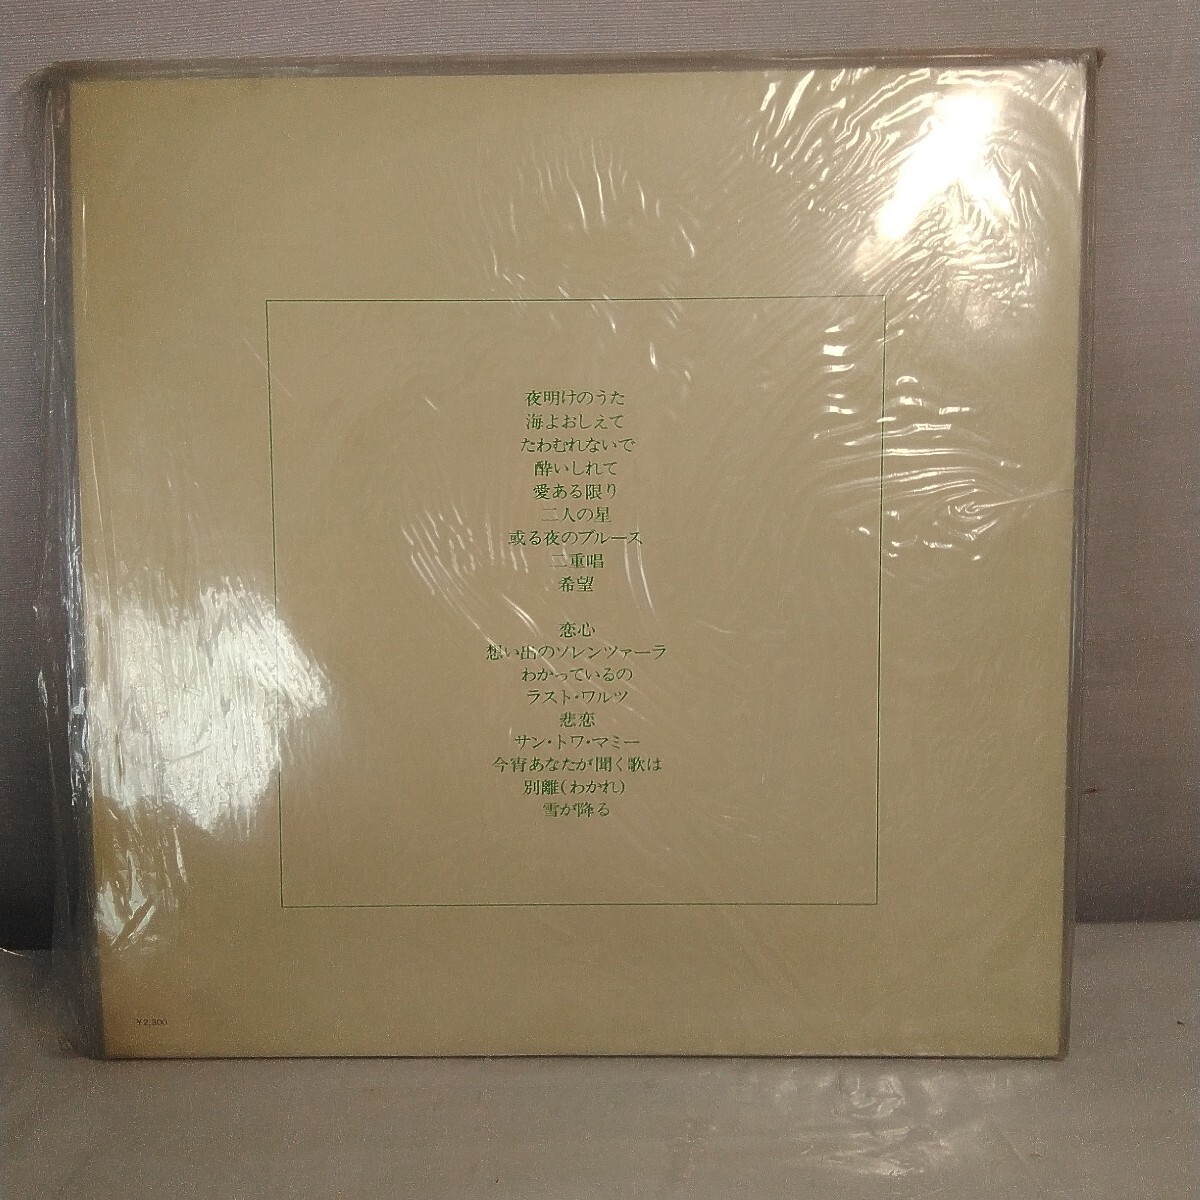 夜明けのうた
海よおしえて
たわむれないで
酔いしれて
愛ある限り
二人の星
或る夜のブルース
二重唱
希望
恋心
想い出のソレンツァーラ
わかっているの
ラスト・ワルツ
悲恋
サン・トワ・マミー
今宵あなたが聞く歌は
別離(わかれ)
雪が降る
¥2,300